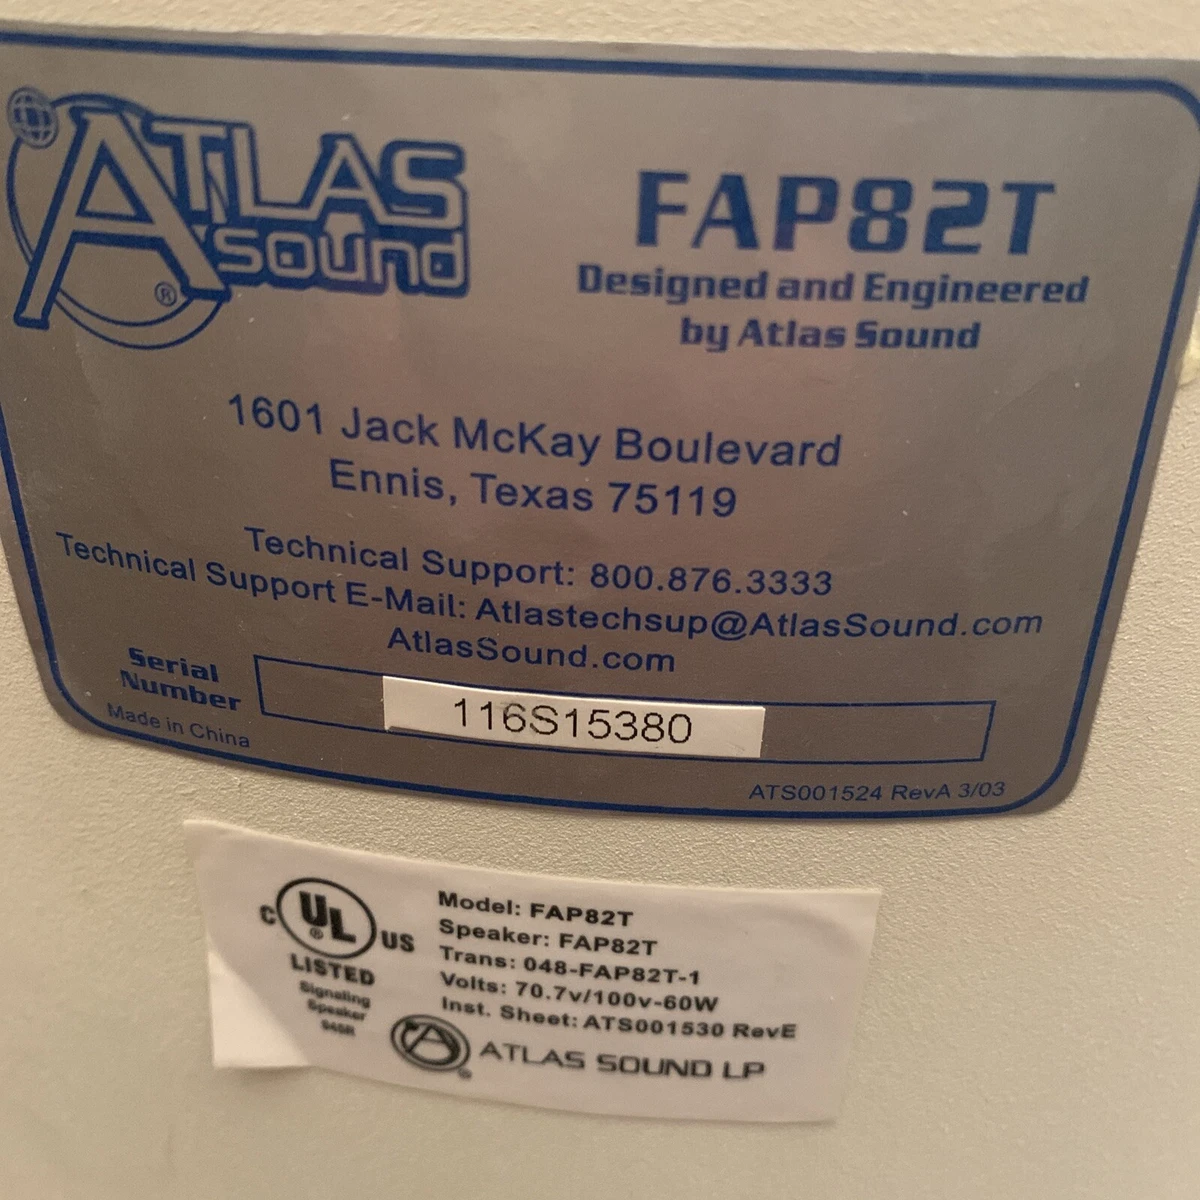 ATLAS
SOUND
®
FAP82T
Designed and Engineered
by Atlas Sound
1601 Jack McKay Boulevard
Ennis, Texas 75119
Technical Support: 800.876.3333
Technical Support E-Mail: Atlastechsup@AtlasSound.com
AtlasSound.com
Serial
Number
116S15380
Made in China
ATS001524 RevA 3/03
C UL® US
LISTED
Signaling
Speaker
S4SR
Model: FAP82T
Speaker: FAP82T
Trans: 048-FAP82T-1
Volts: 70.7v/100v-60W
Inst. Sheet: ATS001530 RevE
ATLAS SOUND LP